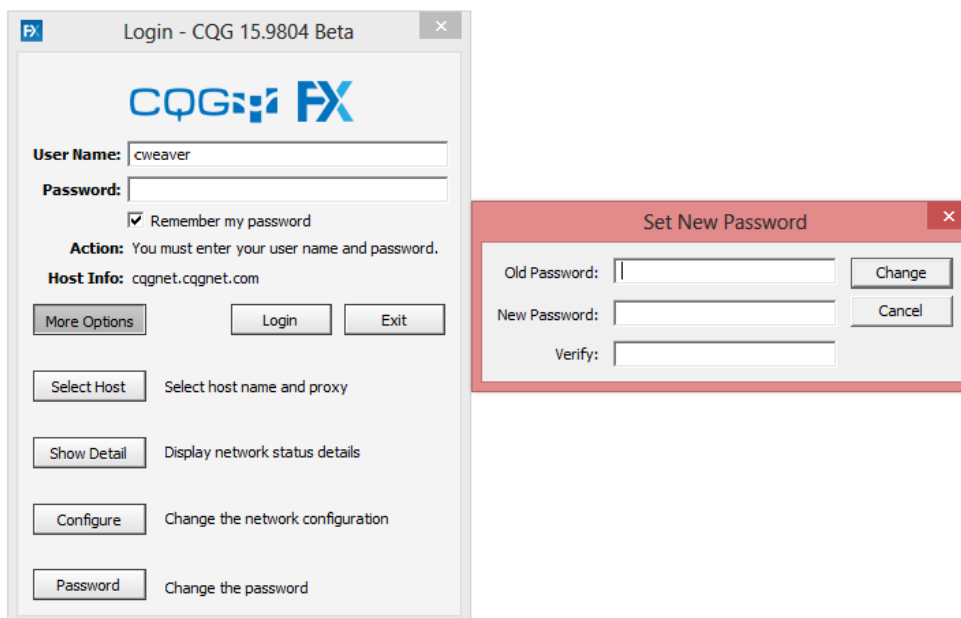 FX Login - CQG 15.9804 Beta
CQG FX
User Name: cweaver
Password:
Remember my password
Action: You must enter your user name and password.
Host Info: cqgnet.cqgnet.com
More Options Login Exit
Select Host Select host name and proxy
Show Detail Display network status details
Configure Change the network configuration
Password Change the password
Set New Password
Old Password: Change
New Password: Cancel
Verify: